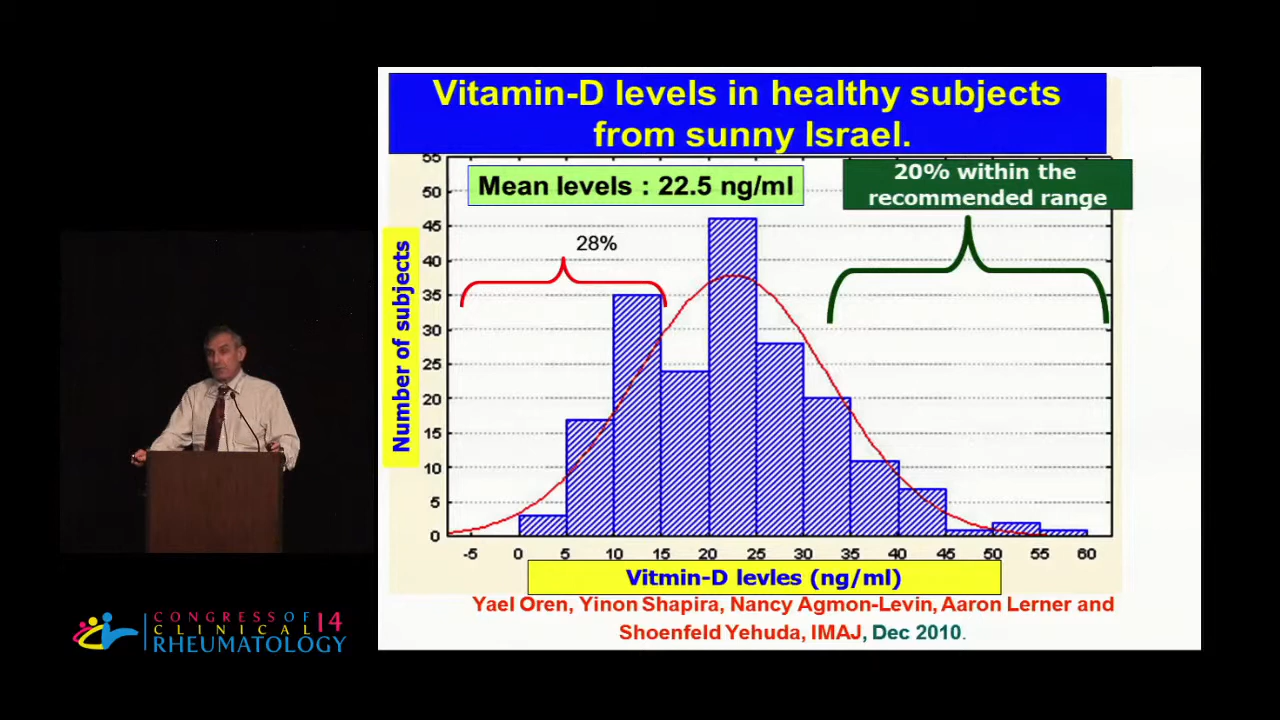 Vitamin-D levels in healthy subjects
from sunny Israel.
55
50
45
40
35
30
25
20
15
10
5
0
Mean levels : 22.5 ng/ml
20% within the
recommended range
28%
Number of subjects
-5 0 5 10 15 20 25 30 35 40 45 50 55 60
Vitmin-D levles (ng/ml)
Yael Oren, Yinon Shapira, Nancy Agmon-Levin, Aaron Lerner and
Shoenfeld Yehuda, IMAJ, Dec 2010.
CONGRESS OF 14
CLINICAL
RHEUMATOLOGY